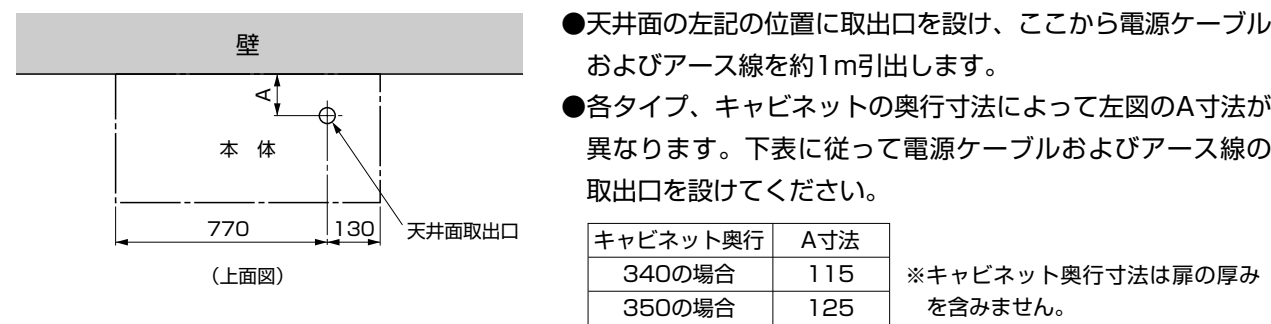 壁
A
本 体
770
130
天井面取出口
(上面図)
●天井面の左記の位置に取出口を設け、ここから電源ケーブル
およびアース線を約1m引出します。
●各タイプ、キャビネットの奥行寸法によって左図のA寸法が
異なります。下表に従って電源ケーブルおよびアース線の
取出口を設けてください。
キャビネット奥行 A寸法
340の場合 115
350の場合 125
※キャビネット奥行寸法は扉の厚み
を含みません。